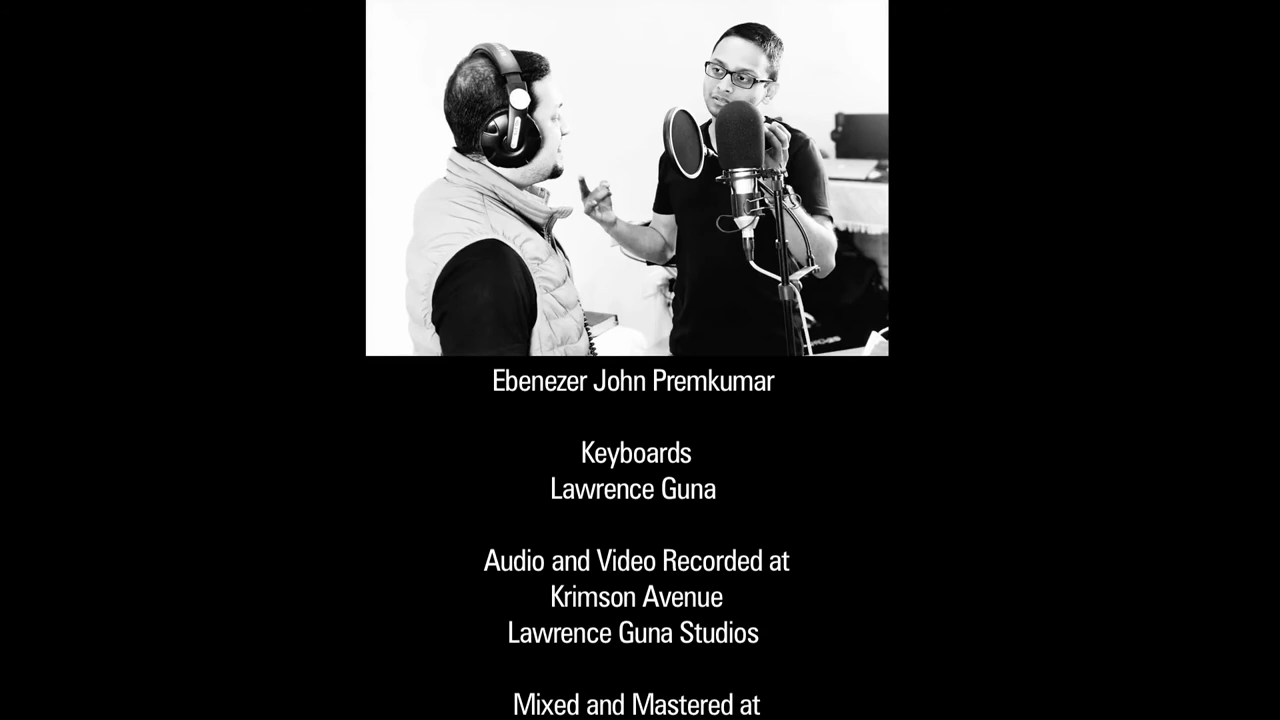 Ebenezer John Premkumar
Keyboards
Lawrence Guna
Audio and Video Recorded at
Krimson Avenue
Lawrence Guna Studios
Mixed and Mastered at